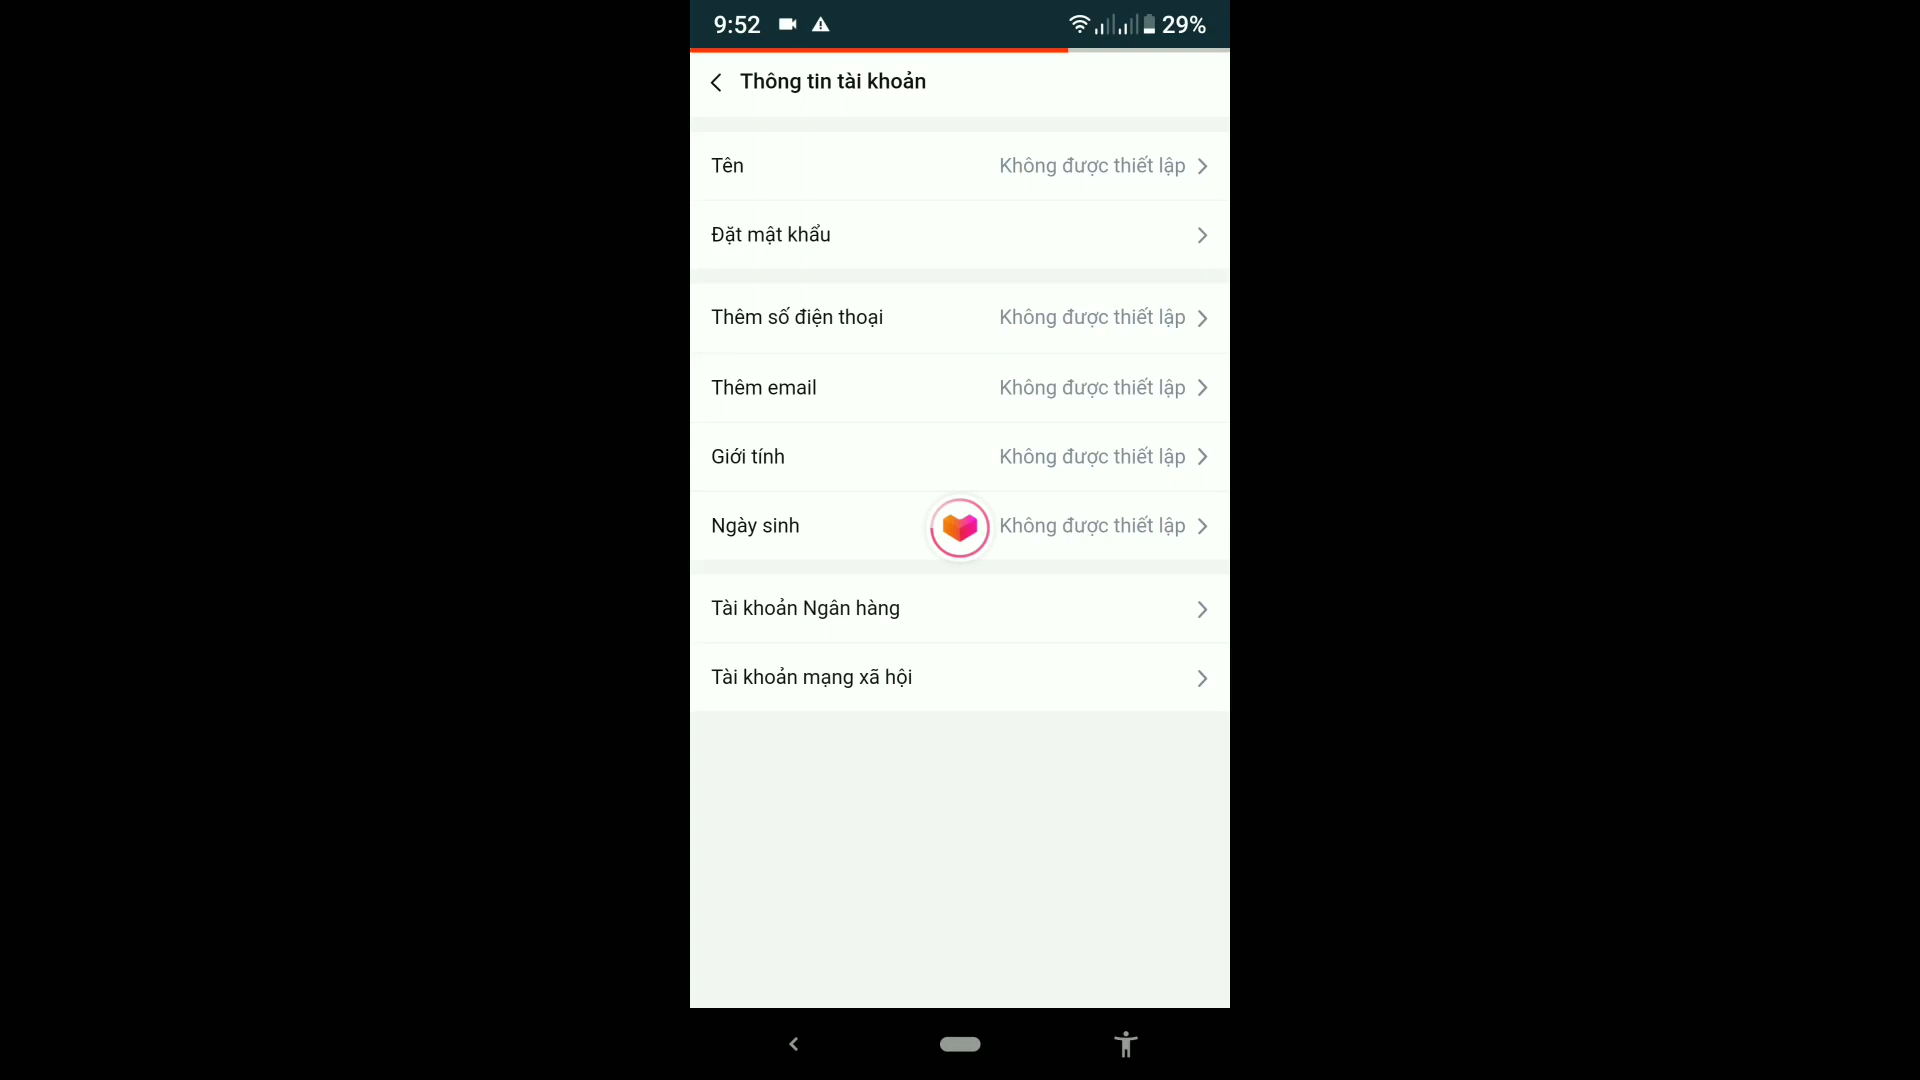 9:52 29%
Thông tin tài khoản
Tên Không được thiết lập
Đặt mật khẩu
Thêm số điện thoại Không được thiết lập
Thêm email Không được thiết lập
Giới tính Không được thiết lập
Ngày sinh Không được thiết lập
Tài khoản Ngân hàng
Tài khoản mạng xã hội